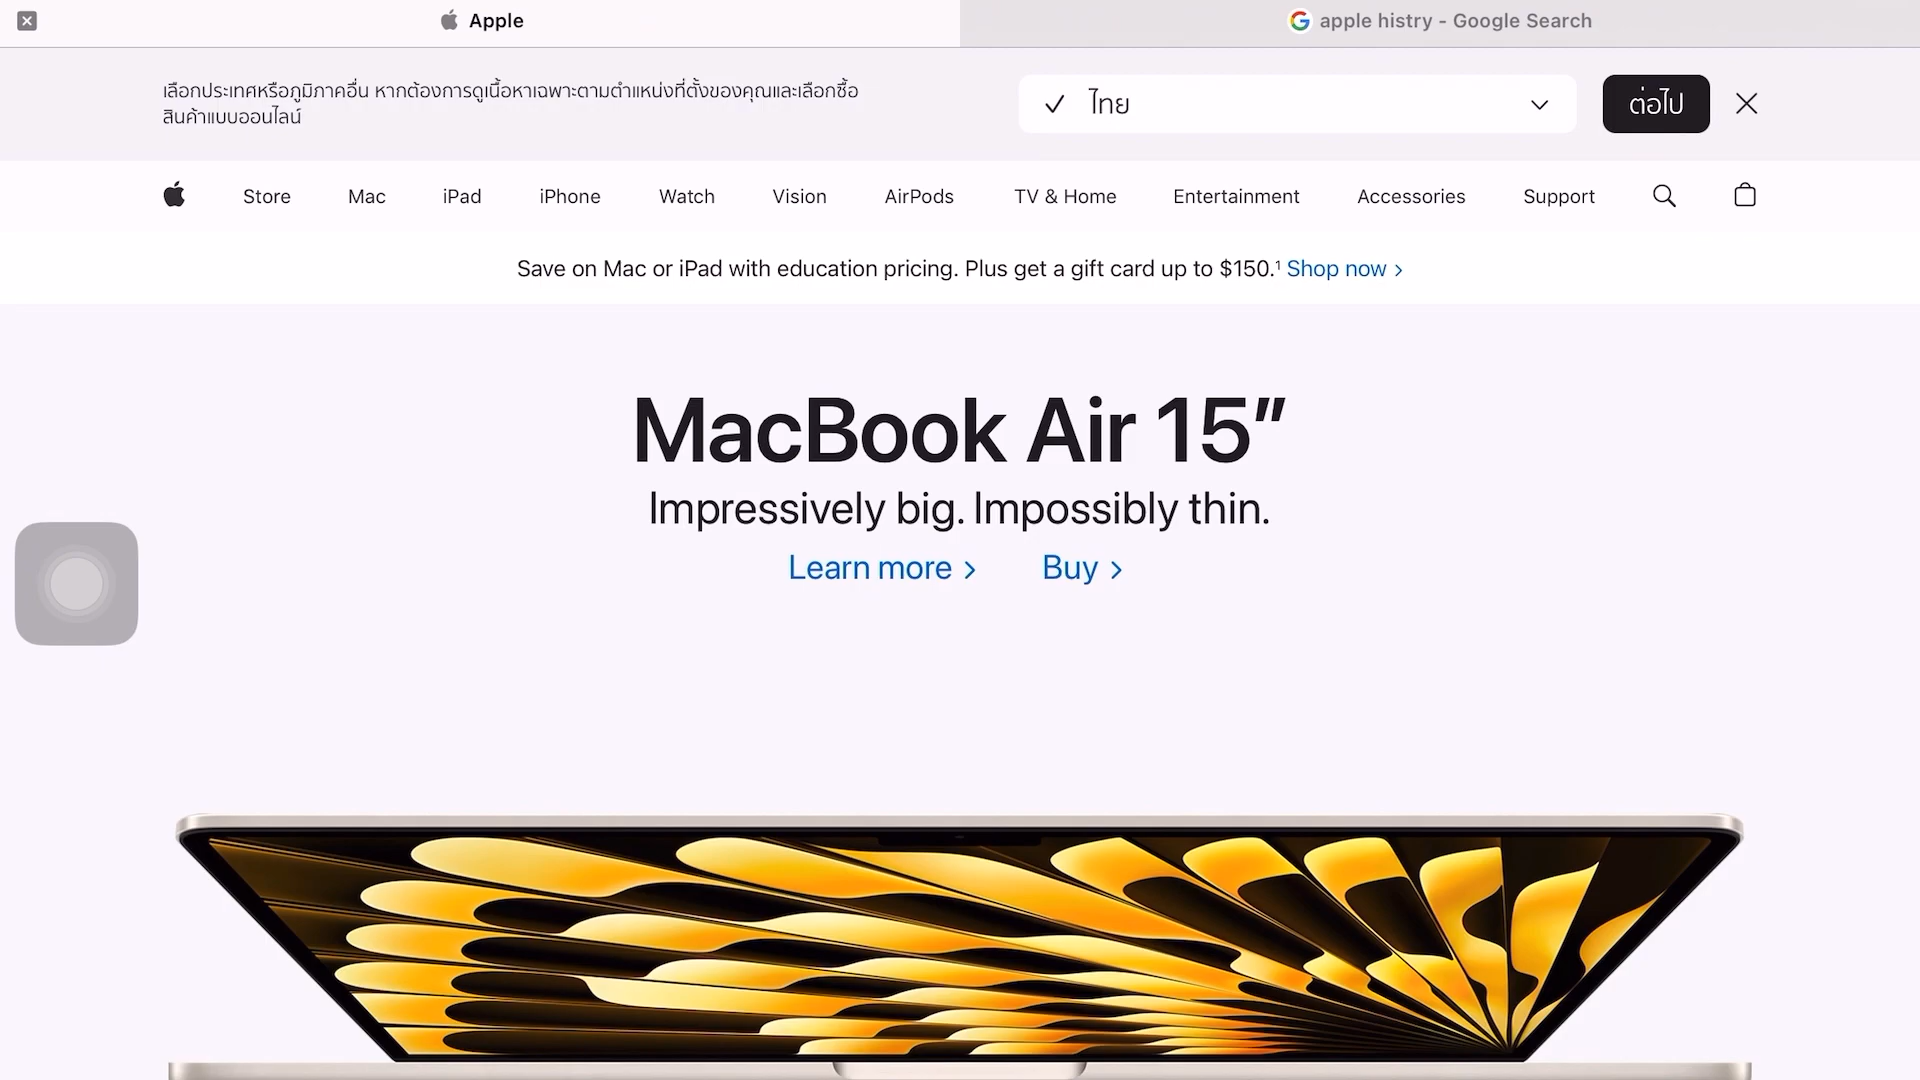 Apple
apple histry - Google Search
เลือกประเทศหรือภูมิภาคอื่น หากต้องการดูเนื้อหาเฉพาะตามตำแหน่งที่ตั้งของคุณและเลือกซื้อ
สินค้าแบบออนไลน์
ไทย
ต่อไป
Store Mac iPad iPhone Watch Vision AirPods TV & Home Entertainment Accessories Support
Save on Mac or iPad with education pricing. Plus get a gift card up to $150.¹ Shop now >
MacBook Air 15”
Impressively big. Impossibly thin.
Learn more > Buy >